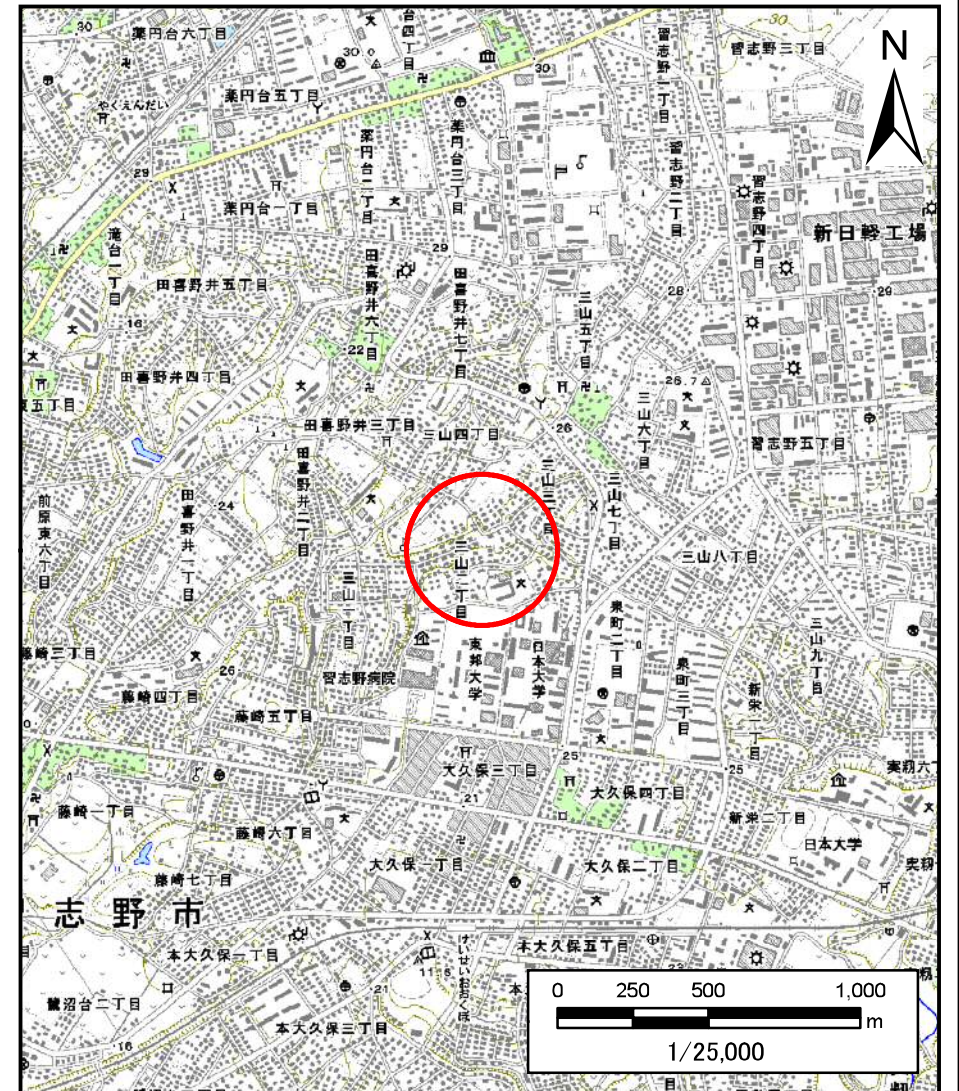 30
薬円台六丁目
台四丁目
30.0
30
習志野一丁目
習志野三丁目
30
N
薬円台五丁目
やくえんだい
薬円台二丁目
薬円台三丁目
習志野二丁目
29
薬円台一丁目
習志野四丁目
新日軽工場
滝台一丁目
29
田喜野井五丁目
田喜野井六丁目
田喜野井七丁目
三山五丁目
28
29
16
22
田喜野井四丁目
26.7
五丁目
三山六丁目
田喜野井三丁目
三山四丁目
26
習志野五丁目
田喜野井二丁目
三山三丁目
三山七丁目
前原東六丁目
田喜野井一丁目
24
三山二丁目
三山八丁目
三山一丁目
泉町二丁目
三山九丁目
藤崎三丁目
26
習志野病院
東邦大学
日本大学
泉町三丁目
新栄一丁目
藤崎四丁目
藤崎五丁目
25
大久保三丁目
25
実籾六
21
大久保四丁目
藤崎一丁目
藤崎六丁目
新栄二丁目
日本大学
大久保一丁目
大久保二丁目
実籾
藤崎七丁目
志野市
本大久保一丁目
けいせいおおくぼ
本大久保五丁目
11.6
鷺沼台二丁目
21
本大久保三丁目
16
0 250 500 1,000
m
1/25,000